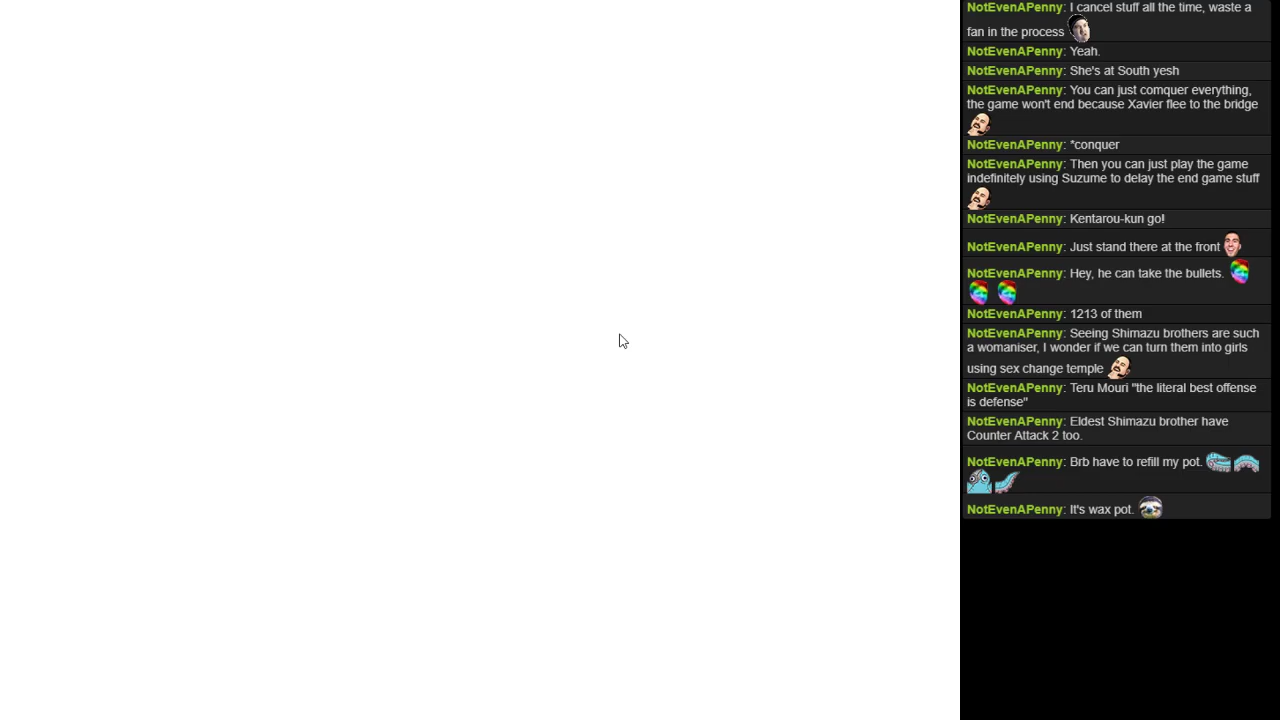 NotEvenAPenny: I cancel stuff all the time, waste a
fan in the process
NotEvenAPenny: Yeah.
NotEvenAPenny: She's at South yesh
NotEvenAPenny: You can just comquer everything,
the game won't end because Xavier flee to the bridge
NotEvenAPenny: *conquer
NotEvenAPenny: Then you can just play the game
indefinitely using Suzume to delay the end game stuff
NotEvenAPenny: Kentarou-kun go!
NotEvenAPenny: Just stand there at the front
NotEvenAPenny: Hey, he can take the bullets.
NotEvenAPenny: 1213 of them
NotEvenAPenny: Seeing Shimazu brothers are such
a womaniser, I wonder if we can turn them into girls
using sex change temple
NotEvenAPenny: Teru Mouri "the literal best offense
is defense"
NotEvenAPenny: Eldest Shimazu brother have
Counter Attack 2 too.
NotEvenAPenny: Brb have to refill my pot.
NotEvenAPenny: It's wax pot.